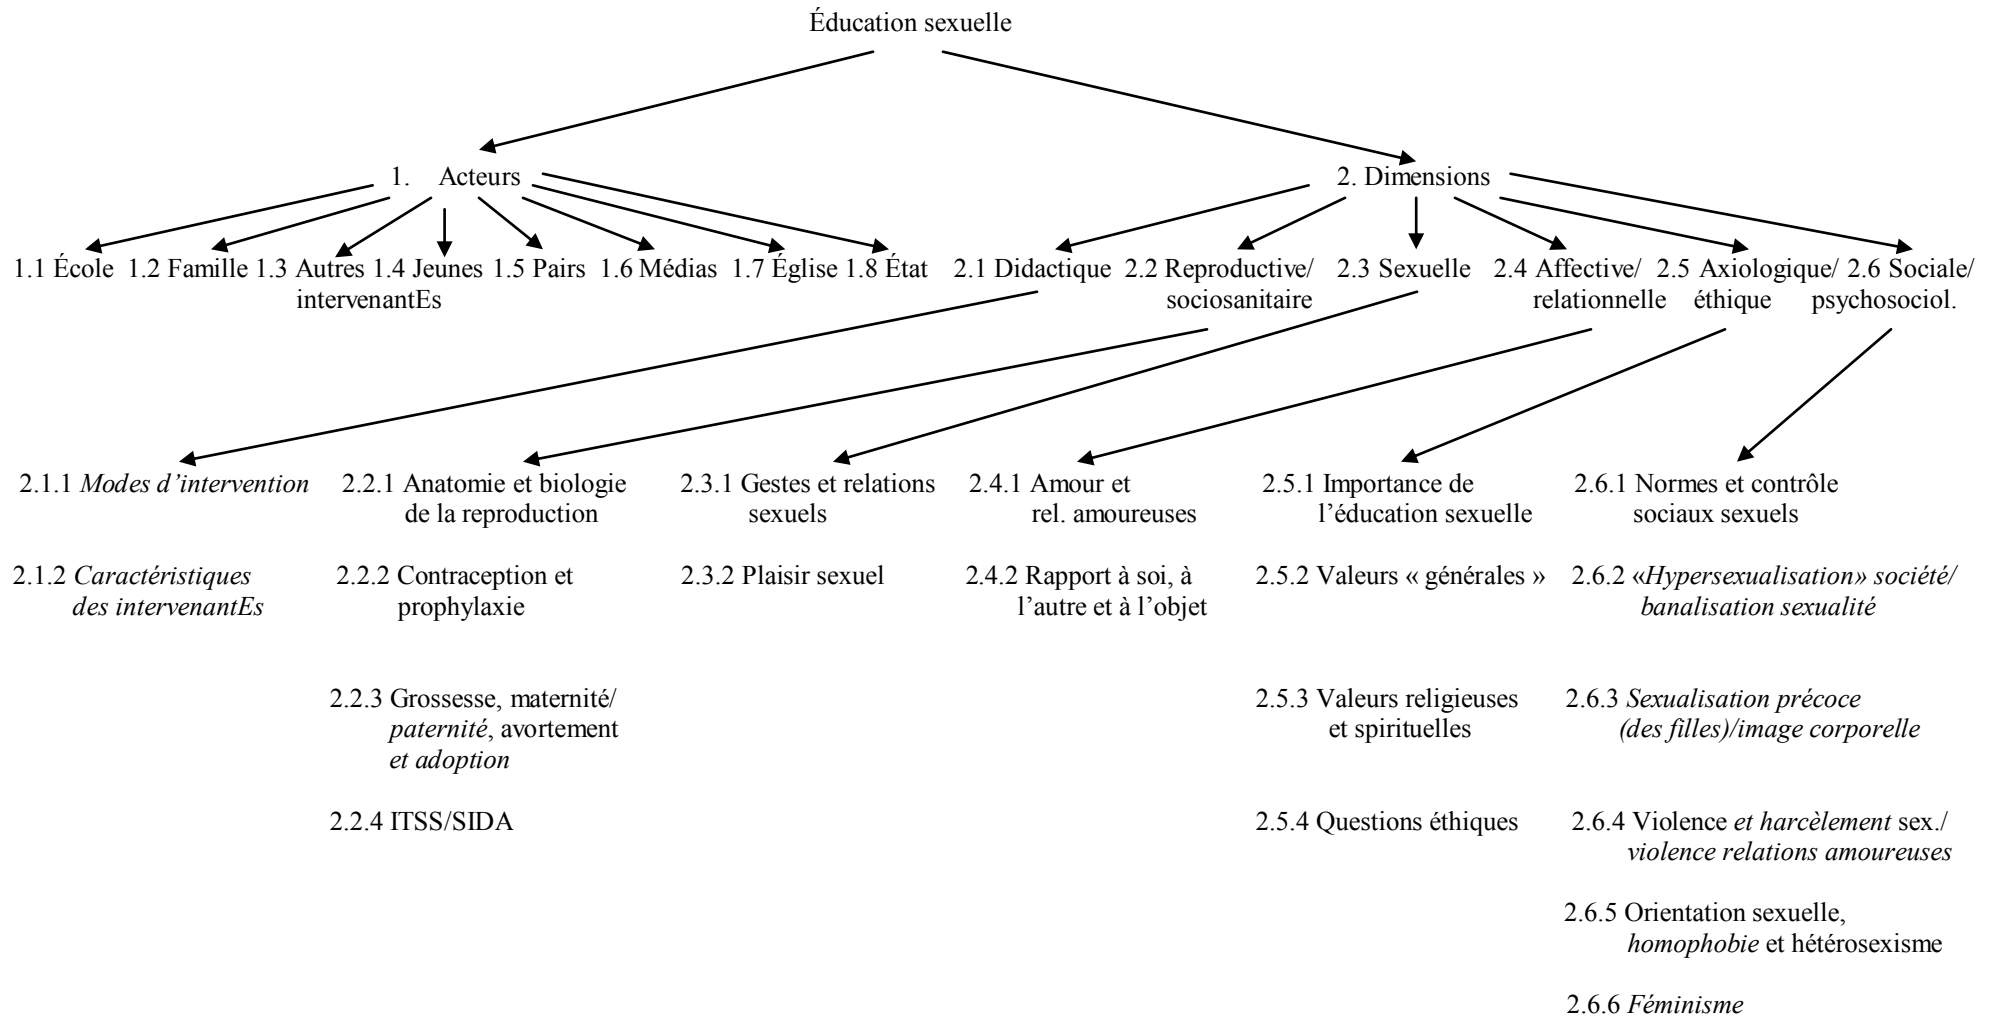 Éducation sexuelle
1. Acteurs
2. Dimensions
1.1 École 1.2 Famille 1.3 Autres 1.4 Jeunes 1.5 Pairs 1.6 Médias 1.7 Église 1.8 État 2.1 Didactique 2.2 Reproductive/ 2.3 Sexuelle 2.4 Affective/ 2.5 Axiologique/ 2.6 Sociale/
intervenantEs sociosanitaire relationnelle éthique psychosociol.
2.1.1 Modes d’intervention 2.2.1 Anatomie et biologie 2.3.1 Gestes et relations 2.4.1 Amour et 2.5.1 Importance de 2.6.1 Normes et contrôle
de la reproduction sexuels rel. amoureuses l’éducation sexuelle sociaux sexuels
2.1.2 Caractéristiques 2.2.2 Contraception et 2.3.2 Plaisir sexuel 2.4.2 Rapport à soi, à 2.5.2 Valeurs « générales » 2.6.2 «Hypersexualisation» société/
des intervenantEs prophylaxie l’autre et à l’objet banalisation sexualité
2.2.3 Grossesse, maternité/ 2.5.3 Valeurs religieuses 2.6.3 Sexualisation précoce
paternité, avortement et spirituelles (des filles)/image corporelle
et adoption
2.2.4 ITSS/SIDA 2.5.4 Questions éthiques 2.6.4 Violence et harcèlement sex./
violence relations amoureuses
2.6.5 Orientation sexuelle,
homophobie et hétérosexisme
2.6.6 Féminisme